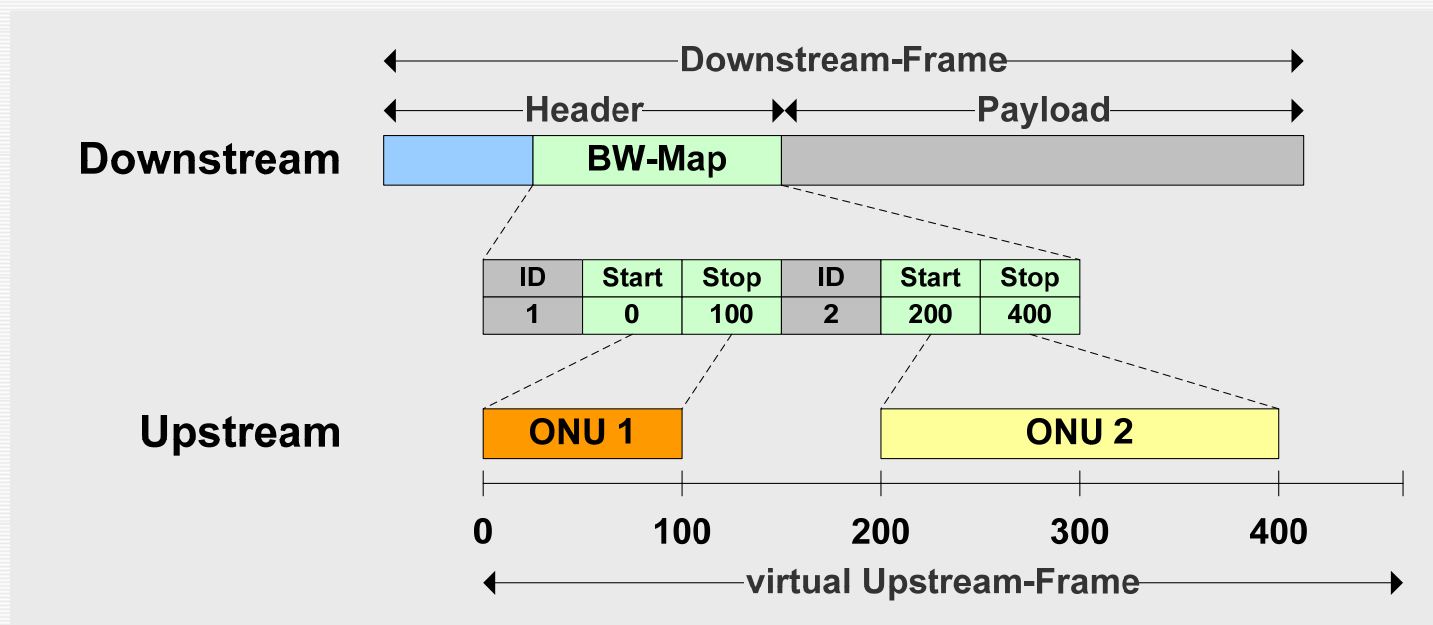 Downstream-Frame
Header Payload
Downstream BW-Map
ID Start Stop ID Start Stop
1 0 100 2 200 400
Upstream ONU 1 ONU 2
0 100 200 300 400
virtual Upstream-Frame